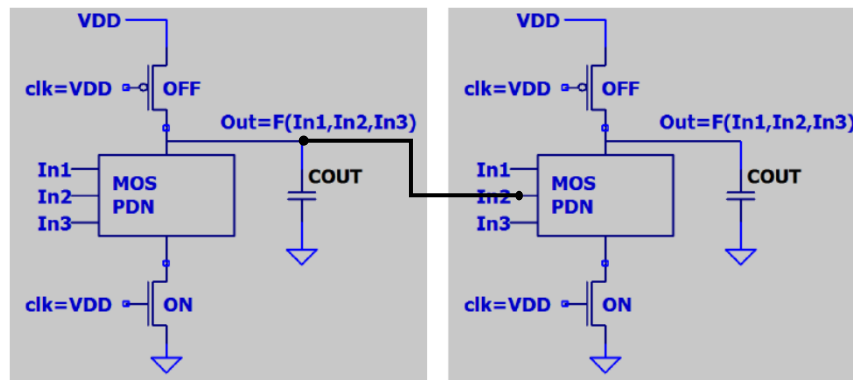 VDD
clk=VDD
OFF
Out=F(In1,In2,In3)
In1
In2
In3
MOS
PDN
COUT
clk=VDD
ON
VDD
clk=VDD
OFF
Out=F(In1,In2,In3)
In1
In2
In3
MOS
PDN
COUT
clk=VDD
ON